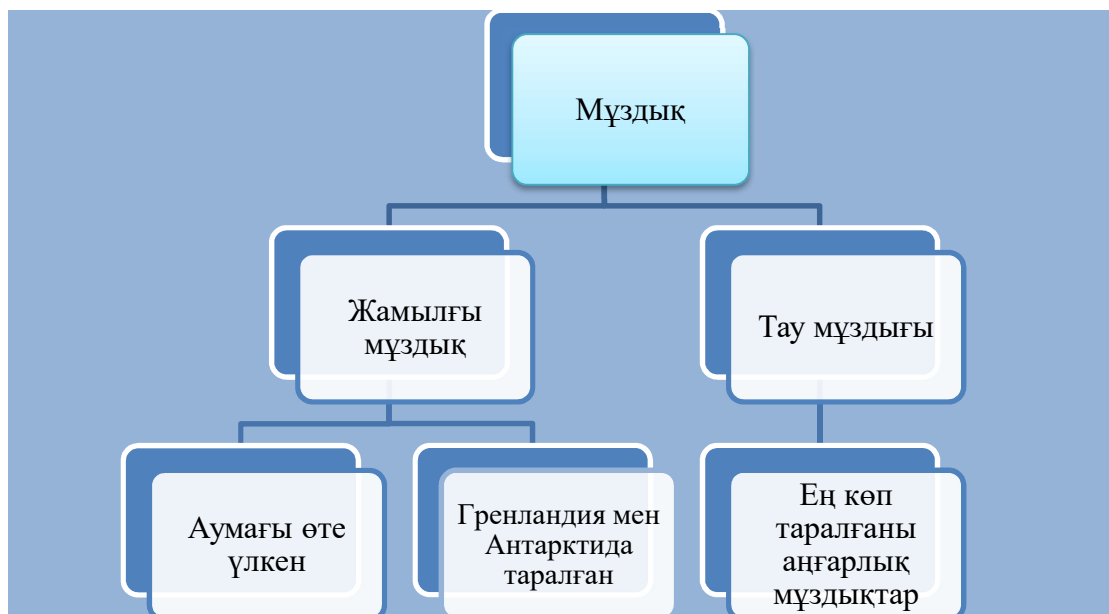 Мұздық
Жамылғы
мұздық
Тау мұздығы
Аумағы өте
үлкен
Гренландия мен
Антарктида
таралған
Ең көп
таралғаны
аңғарлық
мұздықтар